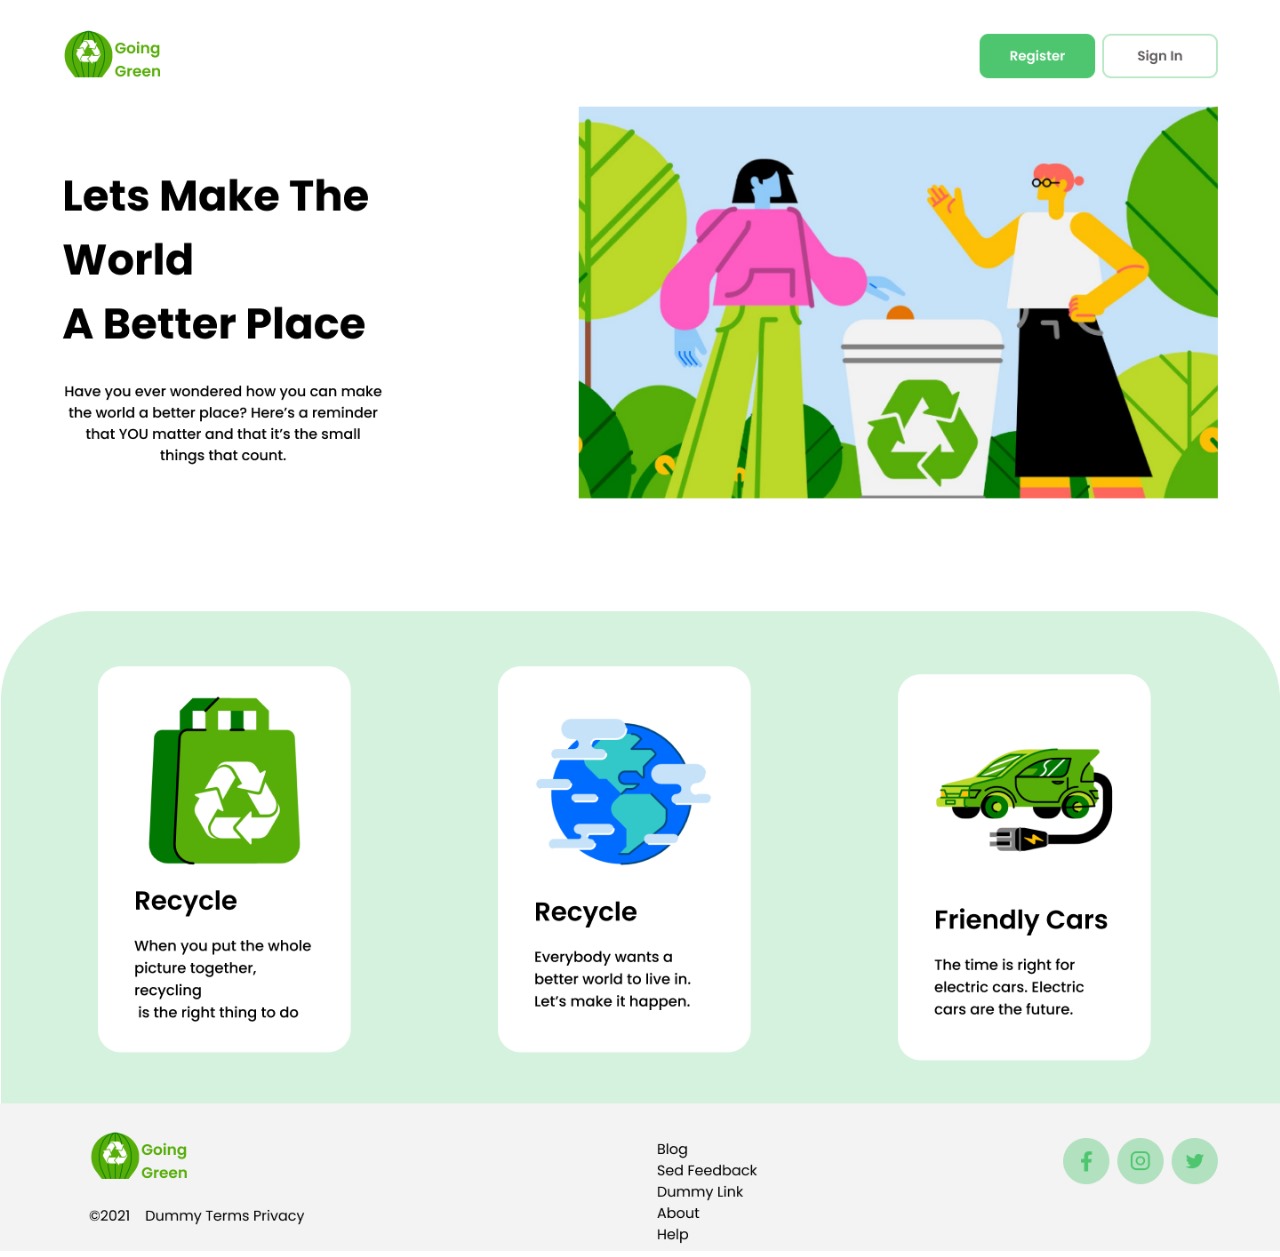 Going
Green
Register
Sign In
Lets Make The
World
A Better Place
Have you ever wondered how you can make
the world a better place? Here’s a reminder
that YOU matter and that it’s the small
things that count.
Recycle
When you put the whole
picture together,
recycling
is the right thing to do
Recycle
Everybody wants a
better world to live in.
Let’s make it happen.
Friendly Cars
The time is right for
electric cars. Electric
cars are the future.
Going
Green
©2021 Dummy Terms Privacy
Blog
Sed Feedback
Dummy Link
About
Help